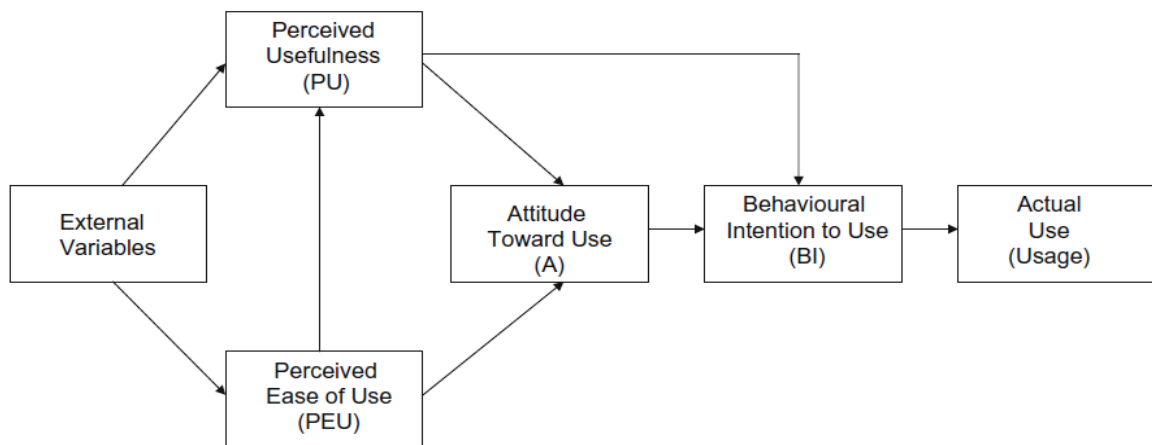 Perceived
Usefulness
(PU)
External
Variables
Attitude
Toward Use
(A)
Behavioural
Intention to Use
(BI)
Actual
Use
(Usage)
Perceived
Ease of Use
(PEU)